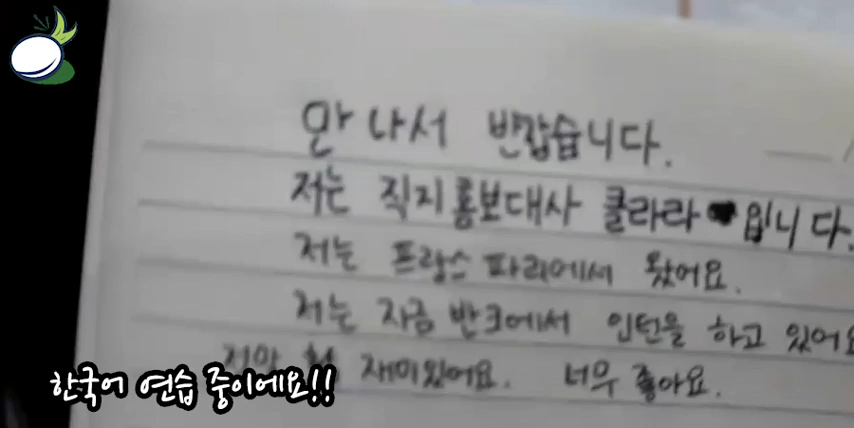 만나서 반갑습니다.
저는 직지홍보대사 클라라 입니다.
저는 프랑스 파리에서 왔어요.
저는 지금 반크에서 인턴을 하고 있어요
재미있어요. 너무 좋아요.
한국어 연습 중이에요!!